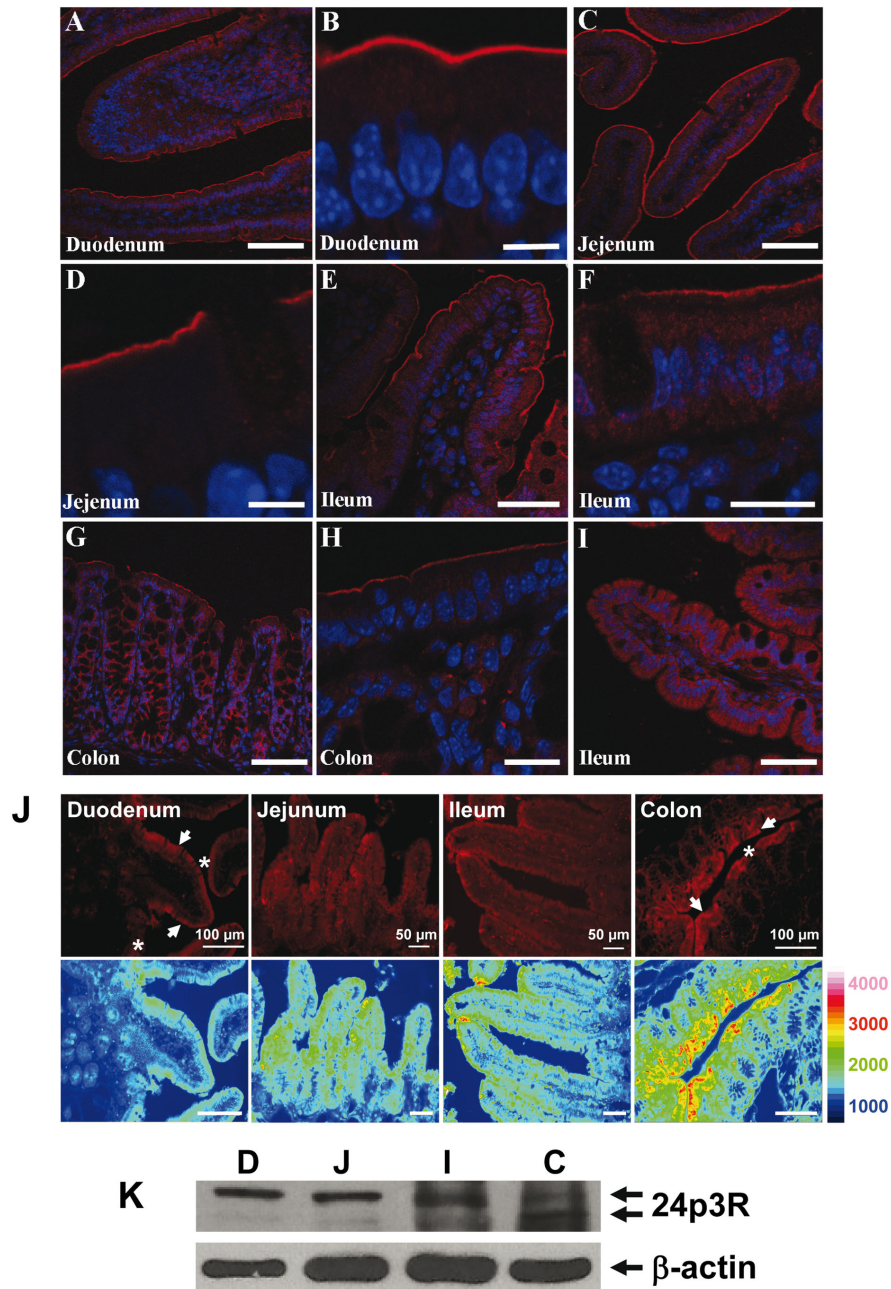 A
Duodenum
B
Duodenum
C
Jejenum
D
Jejenum
E
Ileum
F
Ileum
G
Colon
H
Colon
I
Ileum
J
Duodenum
*
*
100 µm
Jejunum
50 µm
Ileum
50 µm
Colon
*
100 µm
4000
3000
2000
1000
K
D J I C
24p3R
β-actin